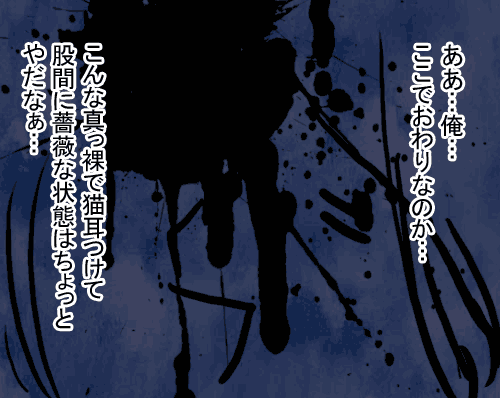 ああ…俺…
ここでおわりなのか…
こんな真っ裸で猫耳つけて
股間に薔薇な状態はちょっと
やだなぁ…